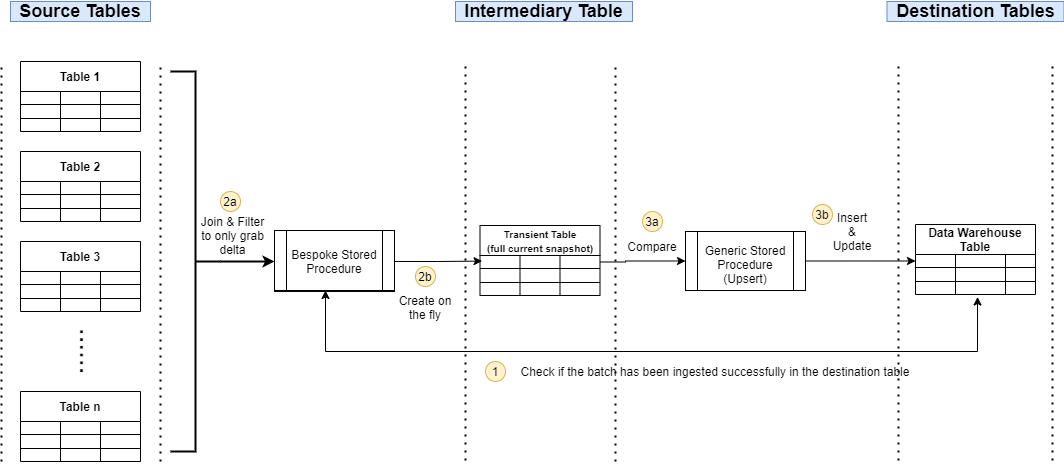 Source Tables
Intermediary Table
Destination Tables
Table 1
Table 2
Table 3
Table n
2a
Join & Filter
to only grab
delta
Bespoke Stored
Procedure
2b
Create on
the fly
Transient Table
(full current snapshot)
3a
Compare
Generic Stored
Procedure
(Upsert)
3b
Insert
&
Update
Data Warehouse
Table
1
Check if the batch has been ingested successfully in the destination table